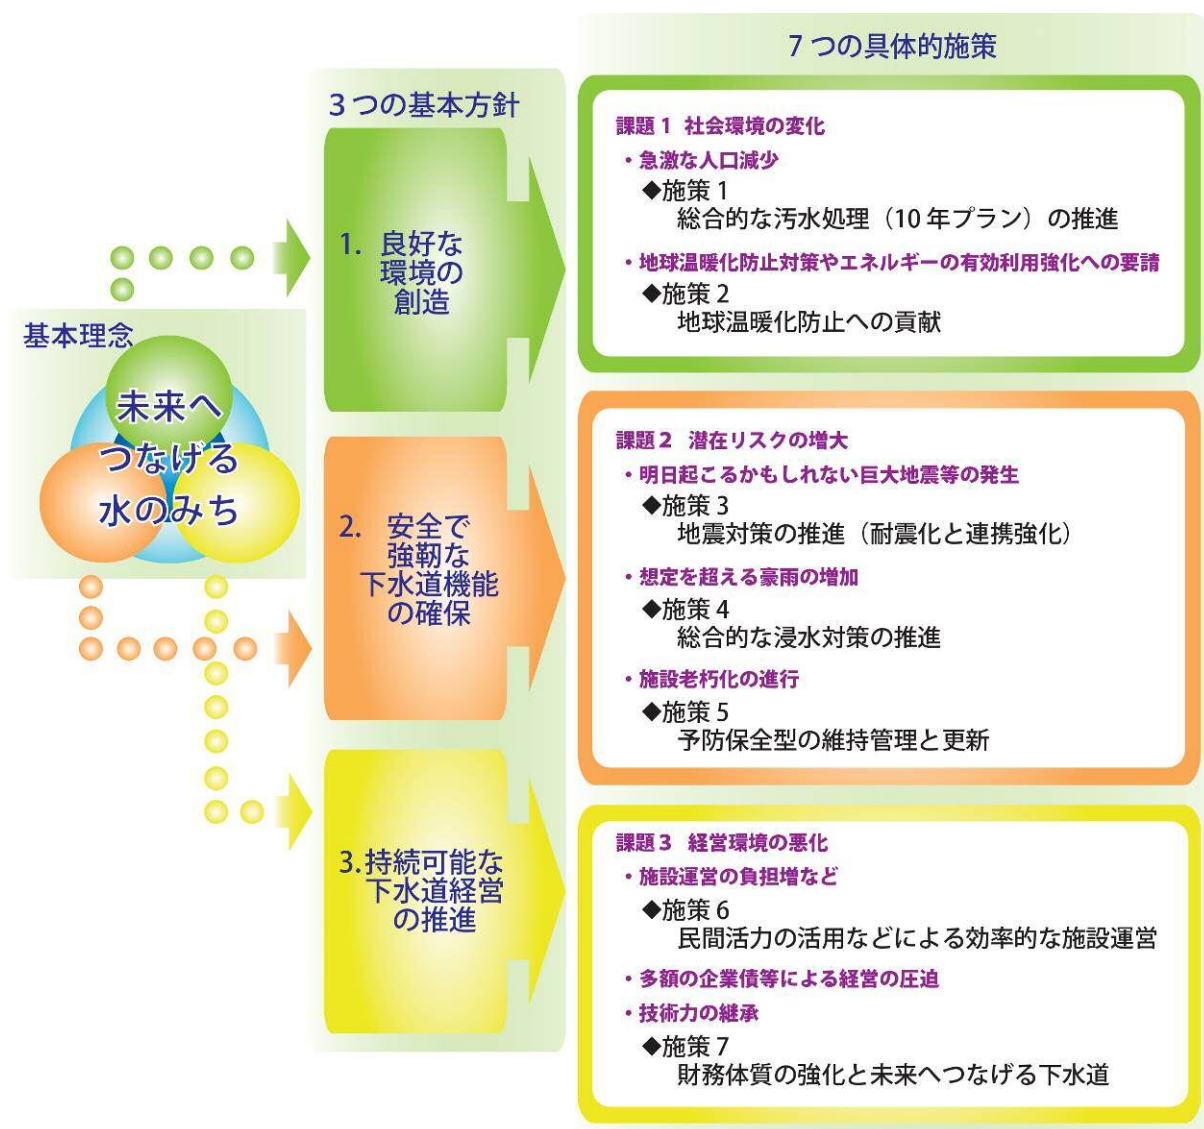 基本理念
未来へ
つなげる
水のみち
3つの基本方針
1. 良好な
環境の
創造
2. 安全で
強靭な
下水道機能
の確保
3.持続可能な
下水道経営
の推進
7つの具体的施策
課題1 社会環境の変化
・急激な人口減少
◆施策1
総合的な汚水処理（10年プラン）の推進
・地球温暖化防止対策やエネルギーの有効利用強化への要請
◆施策2
地球温暖化防止への貢献
課題2 潜在リスクの増大
・明日起こるかもしれない巨大地震等の発生
◆施策3
地震対策の推進（耐震化と連携強化）
・想定を超える豪雨の増加
◆施策4
総合的な浸水対策の推進
・施設老朽化の進行
◆施策5
予防保全型の維持管理と更新
課題3 経営環境の悪化
・施設運営の負担増など
◆施策6
民間活力の活用などによる効率的な施設運営
・多額の企業債等による経営の圧迫
・技術力の継承
◆施策7
財務体質の強化と未来へつなげる下水道